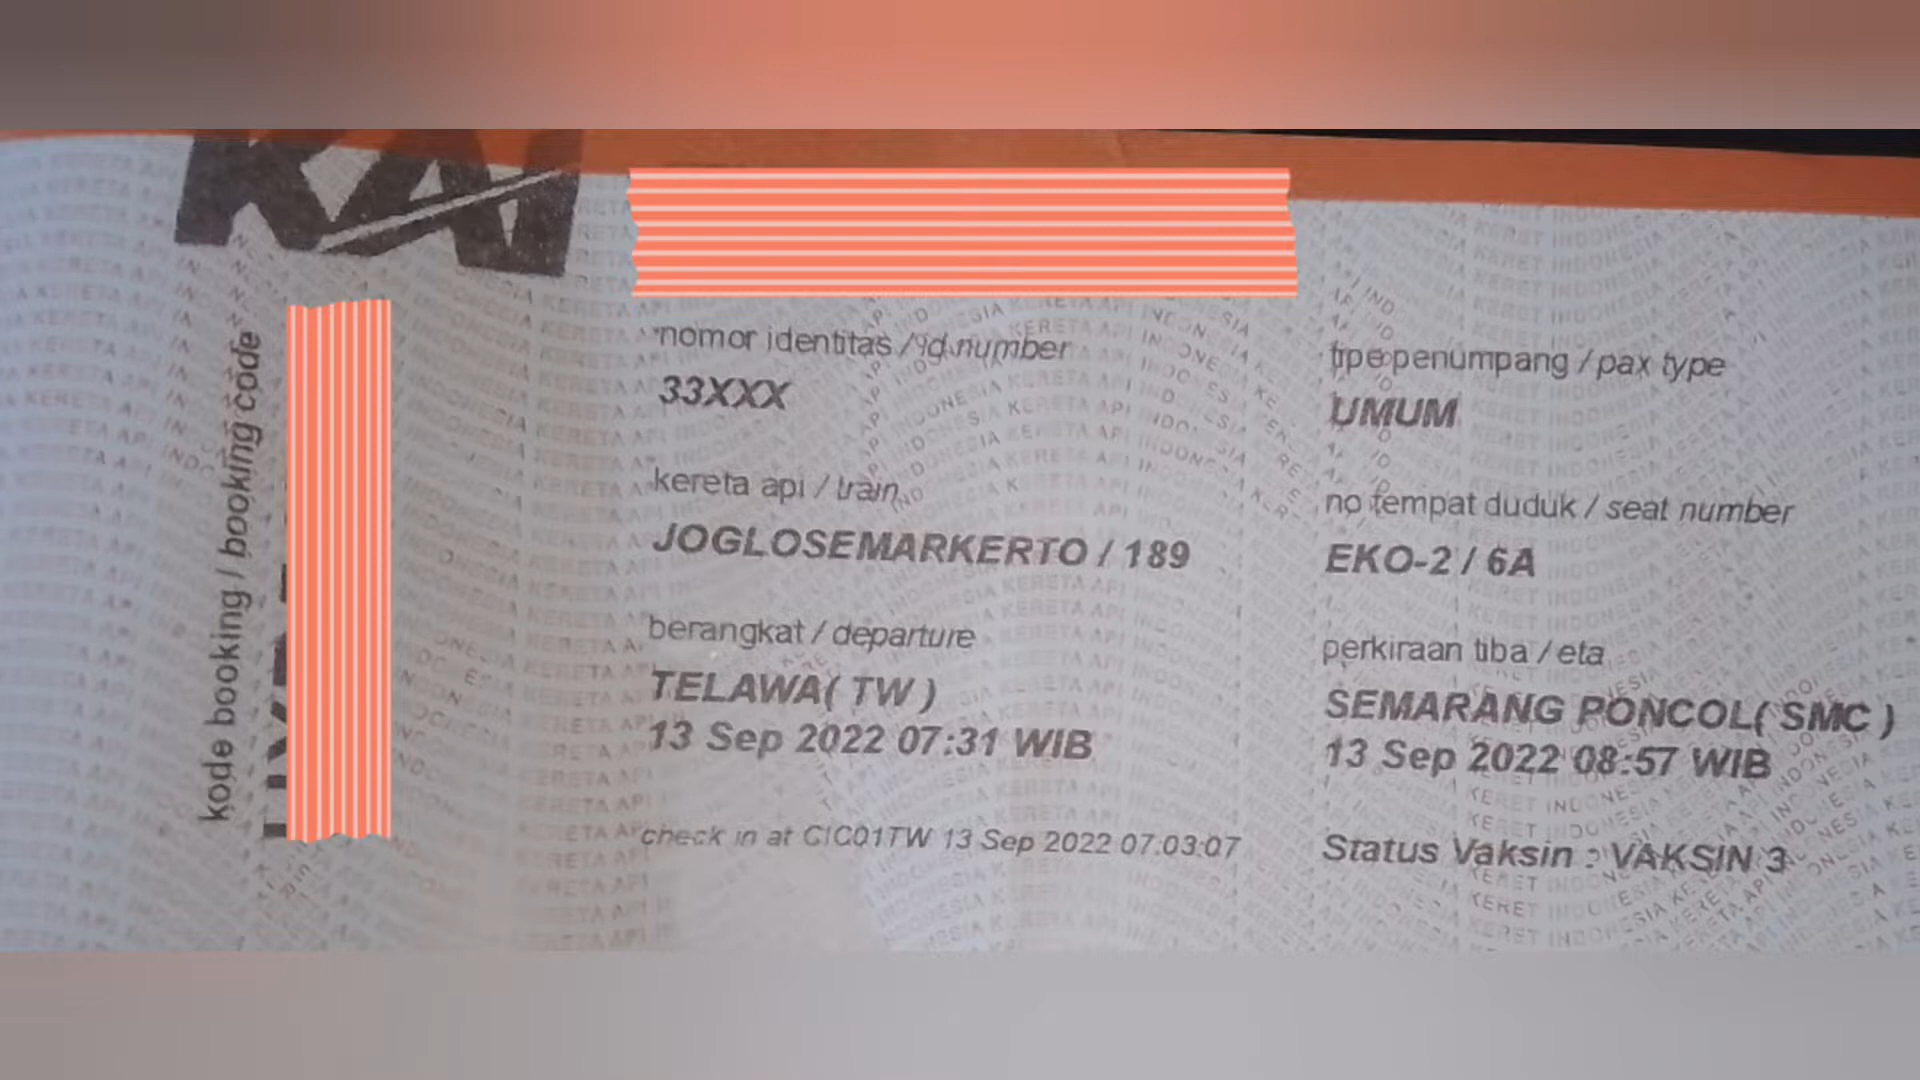 KAI
kode booking / booking code
nomor identitas / id number
33XXX
tipe penumpang / pax type
UMUM
kereta api / train
JOGLOSEMARKERTO / 189
no tempat duduk / seat number
EKO-2 / 6A
berangkat / departure
TELAWA( TW )
13 Sep 2022 07:31 WIB
perkiraan tiba / eta
SEMARANG PONCOL( SMC )
13 Sep 2022 08:57 WIB
check in at CIC01TW 13 Sep 2022 07:03:07
Status Vaksin : VAKSIN 3